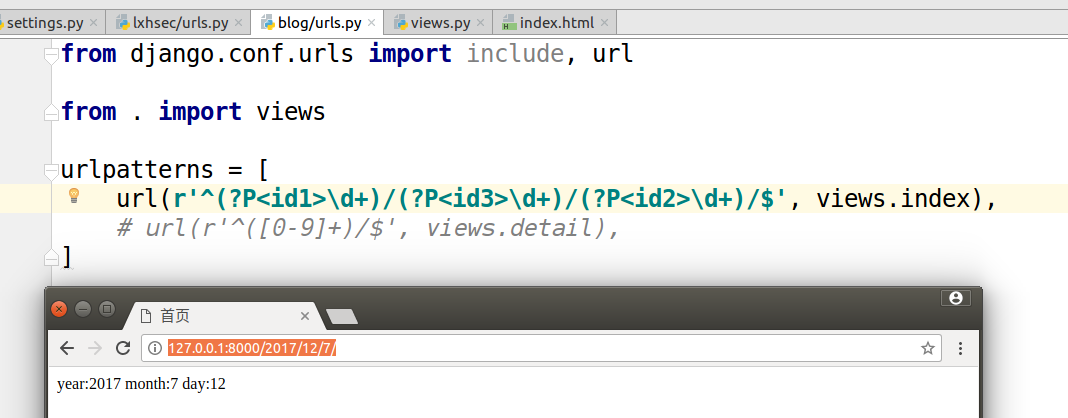 settings.py × lxhsec/urls.py × blog/urls.py × views.py × index.html ×
from django.conf.urls import include, url
from . import views
urlpatterns = [
url(r'^(?P<id1>\d+)/(?P<id3>\d+)/(?P<id2>\d+)/$', views.index),
# url(r'^([0-9]+)/$', views.detail),
]
首页
127.0.0.1:8000/2017/12/7/
year:2017 month:7 day:12